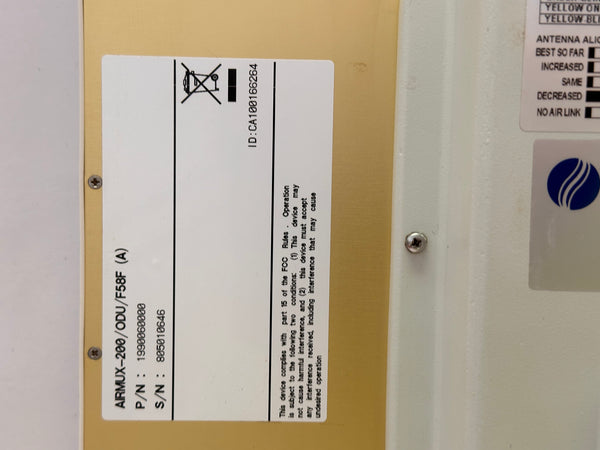 AIRMUX-200/ODU/F58F (A)
P/N : 1990060000
S/N : 805010646
ID:CA100166264
This device complies with part 15 of the FCC Rules . Operation
is subject to the following two conditions: (1) This device may
not cause harmful interference, and (2) this device must accept
any interference received, including interference that may cause
undesired operation
YELLOW ON
YELLOW BLI
ANTENNA ALIG
BEST SO FAR
INCREASED
SAME
DECREASED
NO AIR LINK